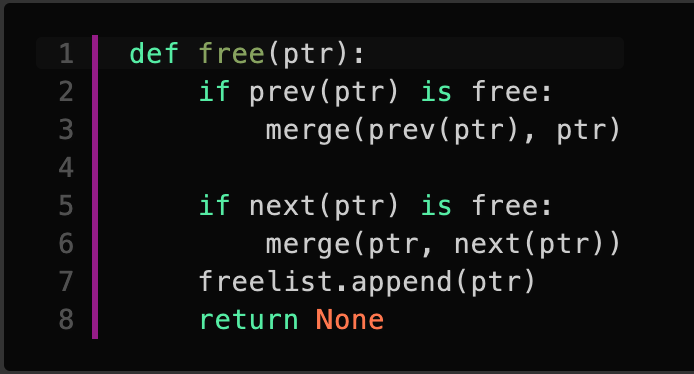 1 def free(ptr):
2     if prev(ptr) is free:
3         merge(prev(ptr), ptr)
4
5     if next(ptr) is free:
6         merge(ptr, next(ptr))
7     freelist.append(ptr)
8     return None